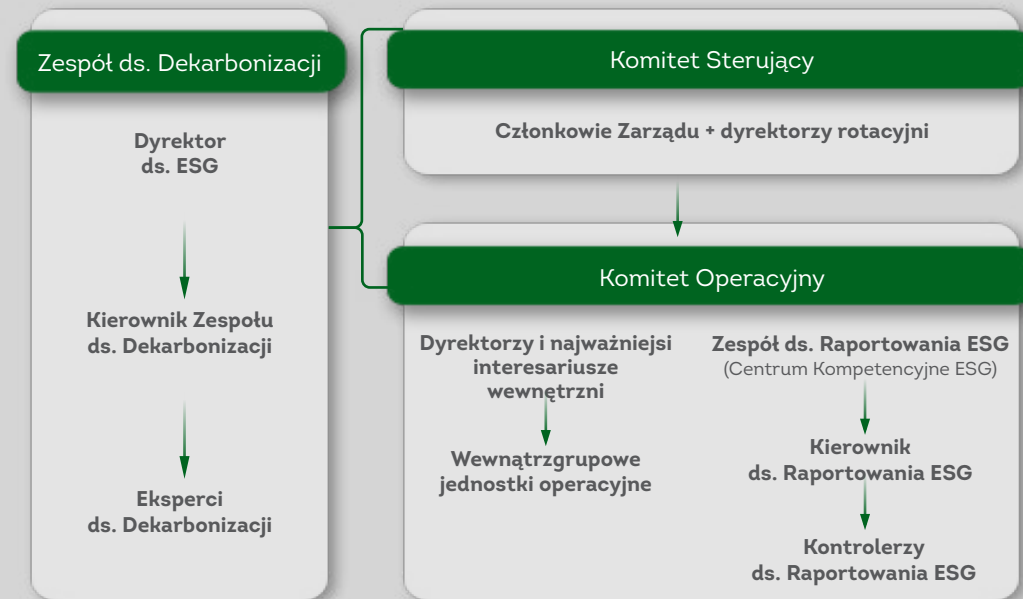 Zespół ds. Dekarbonizacji
Dyrektor
ds. ESG
Kierownik Zespołu
ds. Dekarbonizacji
Eksperci
ds. Dekarbonizacji
Komitet Sterujący
Członkowie Zarządu + dyrektorzy rotacyjni
Komitet Operacyjny
Dyrektorzy i najważniejsi
interesariusze
wewnętrzni
Wewnątrzgrupowe
jednostki operacyjne
Zespół ds. Raportowania ESG
(Centrum Kompetencyjne ESG)
Kierownik
ds. Raportowania ESG
Kontrolerzy
ds. Raportowania ESG